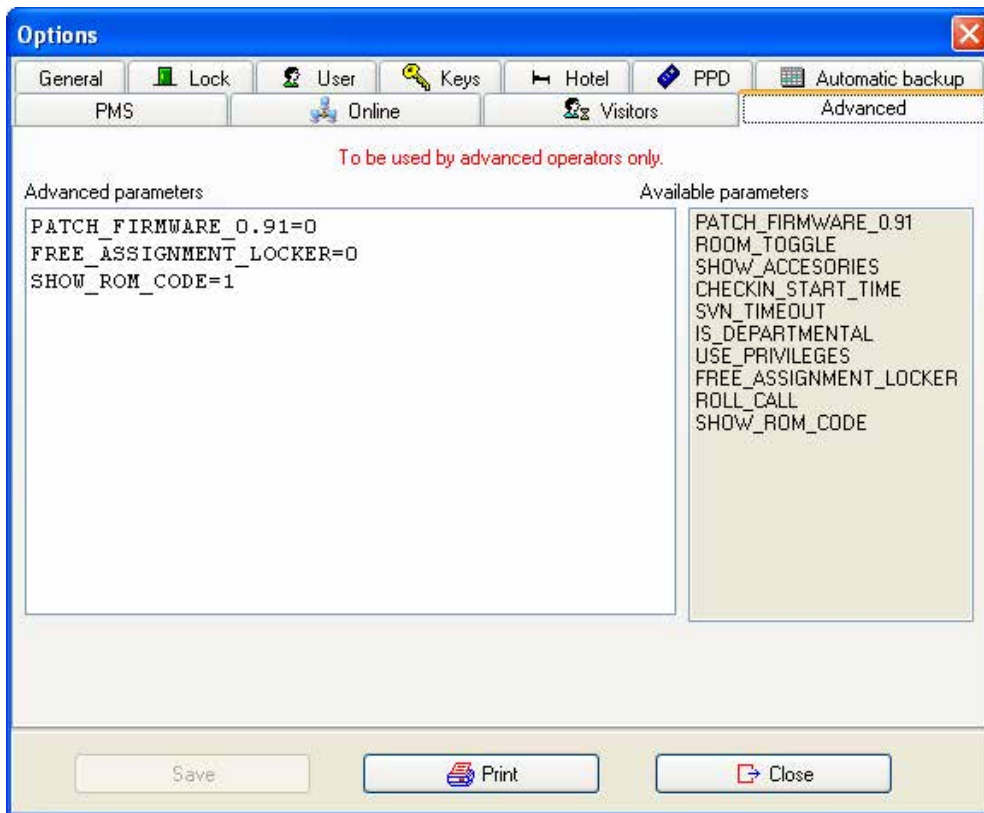 Options
General Lock User Keys Hotel PPD Automatic backup
PMS Online Visitors Advanced
To be used by advanced operators only.
Advanced parameters
PATCH_FIRMWARE_0.91=0
FREE_ASSIGNMENT_LOCKER=0
SHOW_ROM_CODE=1
Available parameters
PATCH_FIRMWARE_0.91
ROOM_TOGGLE
SHOW_ACCESORIES
CHECKIN_START_TIME
SVN_TIMEOUT
IS_DEPARTMENTAL
USE_PRIVILEGES
FREE_ASSIGNMENT_LOCKER
ROLL_CALL
SHOW_ROM_CODE
Save Print Close